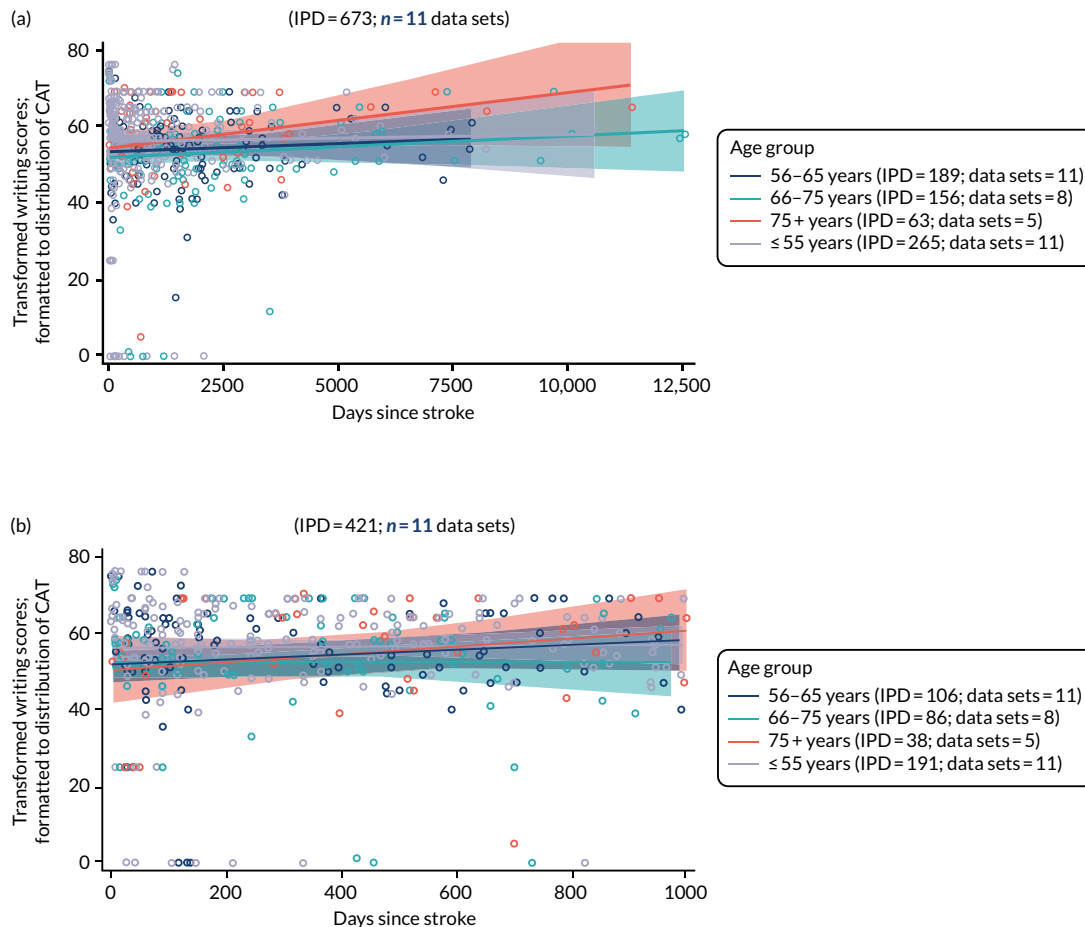 (a)
(IPD = 673; n = 11 data sets)
80
60
40
20
0
Transformed writing scores;
formatted to distribution of CAT
0 2500 5000 7500 10,000 12,500
Days since stroke
Age group
56–65 years (IPD = 189; data sets = 11)
66–75 years (IPD = 156; data sets = 8)
75 + years (IPD = 63; data sets = 5)
≤ 55 years (IPD = 265; data sets = 11)
(b)
(IPD = 421; n = 11 data sets)
80
60
40
20
0
Transformed writing scores;
formatted to distribution of CAT
0 200 400 600 800 1000
Days since stroke
Age group
56–65 years (IPD = 106; data sets = 11)
66–75 years (IPD = 86; data sets = 8)
75 + years (IPD = 38; data sets = 5)
≤ 55 years (IPD = 191; data sets = 11)